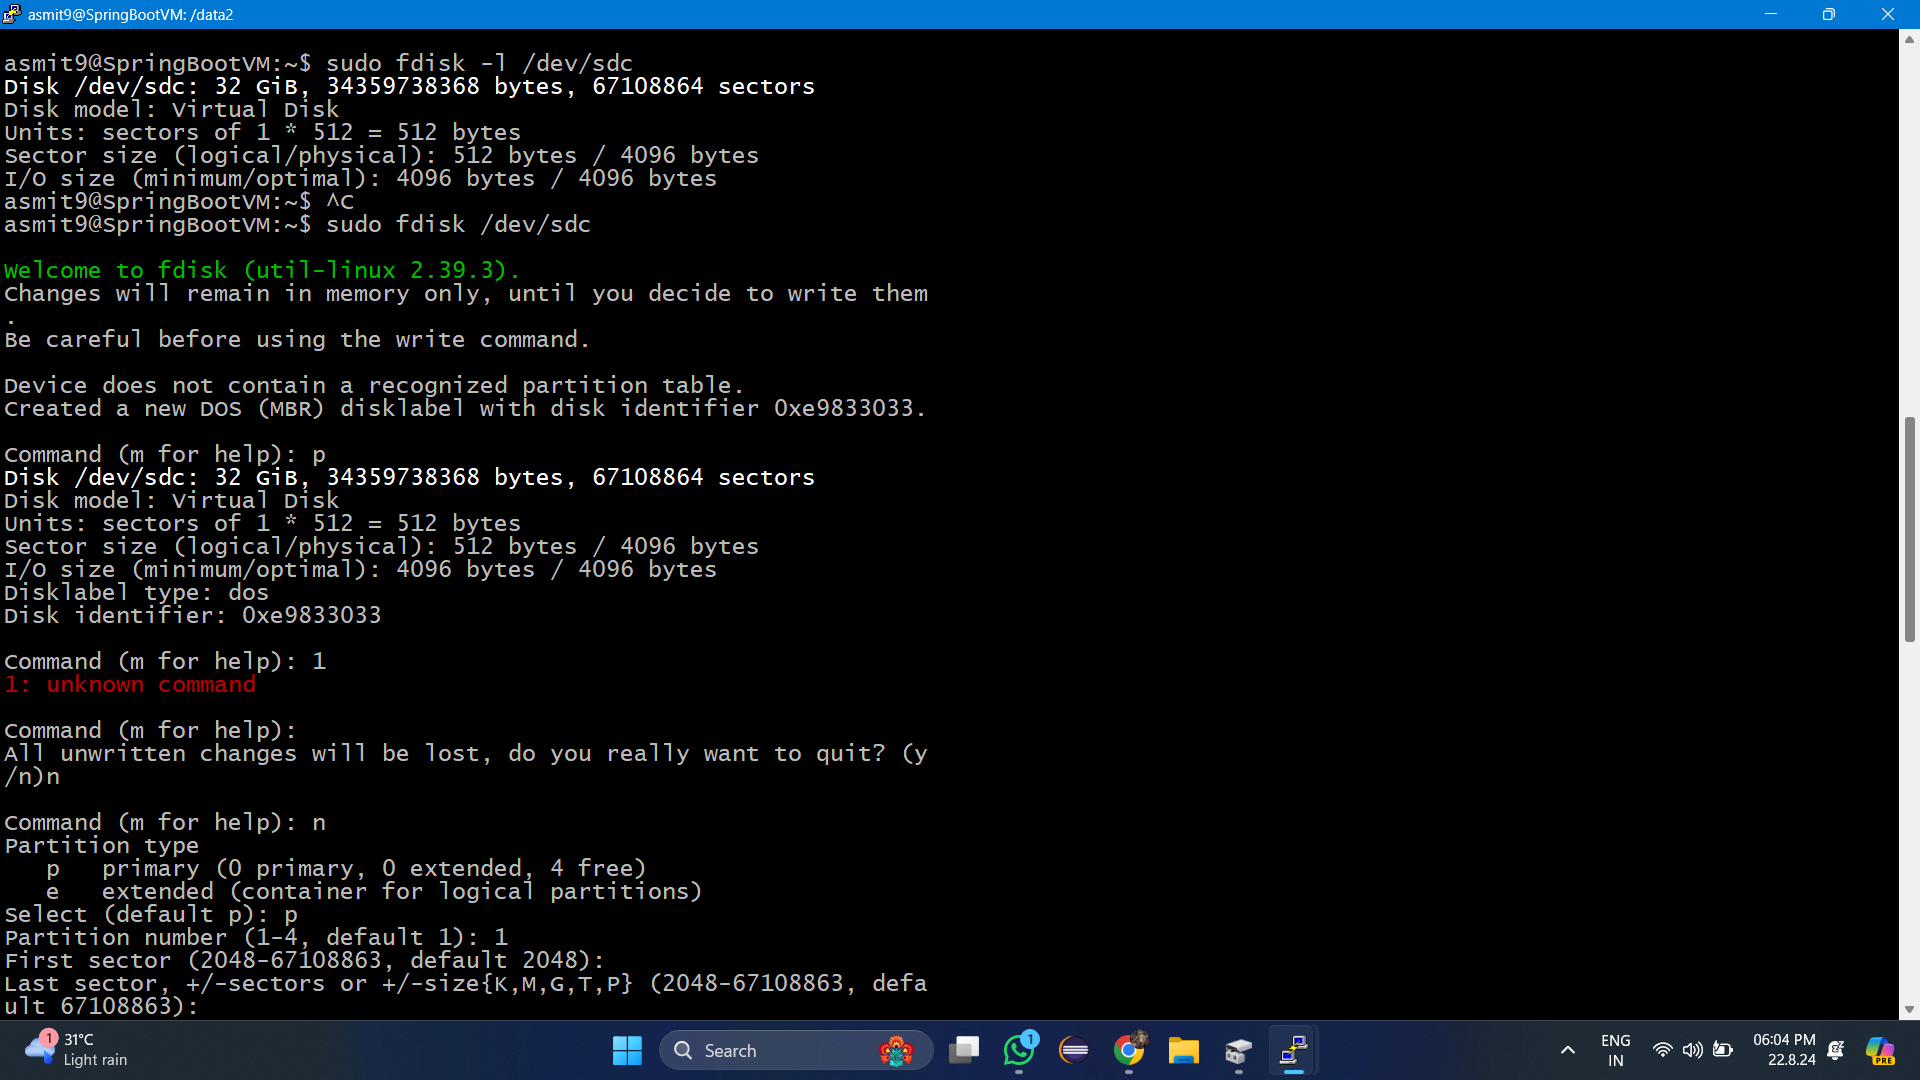 asmit9@SpringBootVM: /data2
asmit9@SpringBootVM:~$ sudo fdisk -l /dev/sdc
Disk /dev/sdc: 32 GiB, 34359738368 bytes, 67108864 sectors
Disk model: Virtual Disk
Units: sectors of 1 * 512 = 512 bytes
Sector size (logical/physical): 512 bytes / 4096 bytes
I/O size (minimum/optimal): 4096 bytes / 4096 bytes
asmit9@SpringBootVM:~$ ^C
asmit9@SpringBootVM:~$ sudo fdisk /dev/sdc
Welcome to fdisk (util-linux 2.39.3).
Changes will remain in memory only, until you decide to write them
.
Be careful before using the write command.
Device does not contain a recognized partition table.
Created a new DOS (MBR) disklabel with disk identifier 0xe9833033.
Command (m for help): p
Disk /dev/sdc: 32 GiB, 34359738368 bytes, 67108864 sectors
Disk model: Virtual Disk
Units: sectors of 1 * 512 = 512 bytes
Sector size (logical/physical): 512 bytes / 4096 bytes
I/O size (minimum/optimal): 4096 bytes / 4096 bytes
Disklabel type: dos
Disk identifier: 0xe9833033
Command (m for help): 1
1: unknown command
Command (m for help):
All unwritten changes will be lost, do you really want to quit? (y
/n)n
Command (m for help): n
Partition type
   p   primary (0 primary, 0 extended, 4 free)
   e   extended (container for logical partitions)
Select (default p): p
Partition number (1-4, default 1): 1
First sector (2048-67108863, default 2048):
Last sector, +/-sectors or +/-size{K,M,G,T,P} (2048-67108863, defa
ult 67108863):
1
31°C
Light rain
Search
1
PRE
ENG
IN
06:04 PM
22.8.24